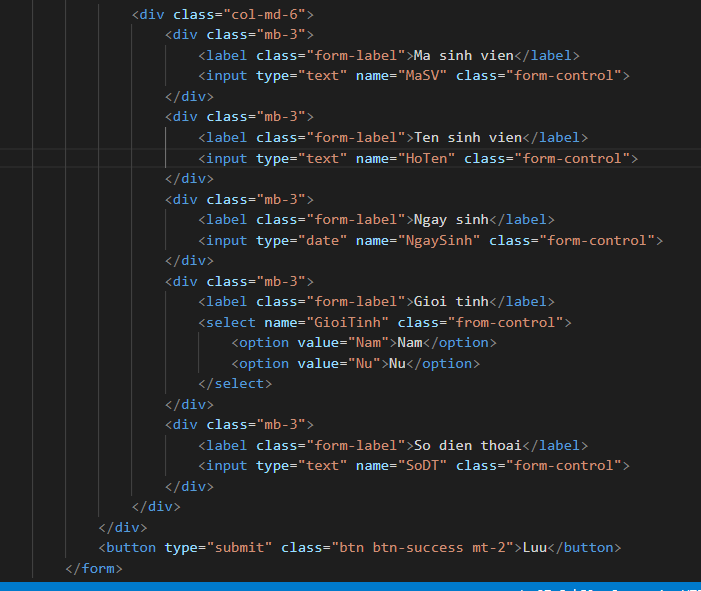 <div class="col-md-6">
<div class="mb-3">
<label class="form-label">Ma sinh vien</label>
<input type="text" name="MaSV" class="form-control">
</div>
<div class="mb-3">
<label class="form-label">Ten sinh vien</label>
<input type="text" name="HoTen" class="form-control">
</div>
<div class="mb-3">
<label class="form-label">Ngay sinh</label>
<input type="date" name="NgaySinh" class="form-control">
</div>
<div class="mb-3">
<label class="form-label">Gioi tinh</label>
<select name="GioiTinh" class="from-control">
<option value="Nam">Nam</option>
<option value="Nu">Nu</option>
</select>
</div>
<div class="mb-3">
<label class="form-label">So dien thoai</label>
<input type="text" name="SoDT" class="form-control">
</div>
</div>
</div>
<button type="submit" class="btn btn-success mt-2">Luu</button>
</form>